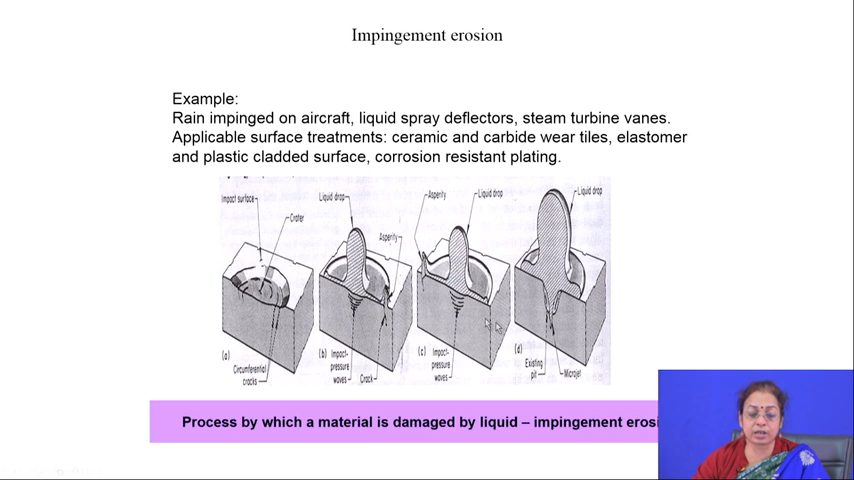 Impingement erosion
Example:
Rain impinged on aircraft, liquid spray deflectors, steam turbine vanes.
Applicable surface treatments: ceramic and carbide wear tiles, elastomer
and plastic cladded surface, corrosion resistant plating.
Impact surface
Crater
(a)
Circumferential
cracks
Liquid drop
Asperity
(b) Impact-
pressure
waves
Crack
Asperity
Liquid drop
(c) Impact-
pressure
waves
Liquid drop
(d)
Existing
pit
Microjet
Process by which a material is damaged by liquid – impingement erosi